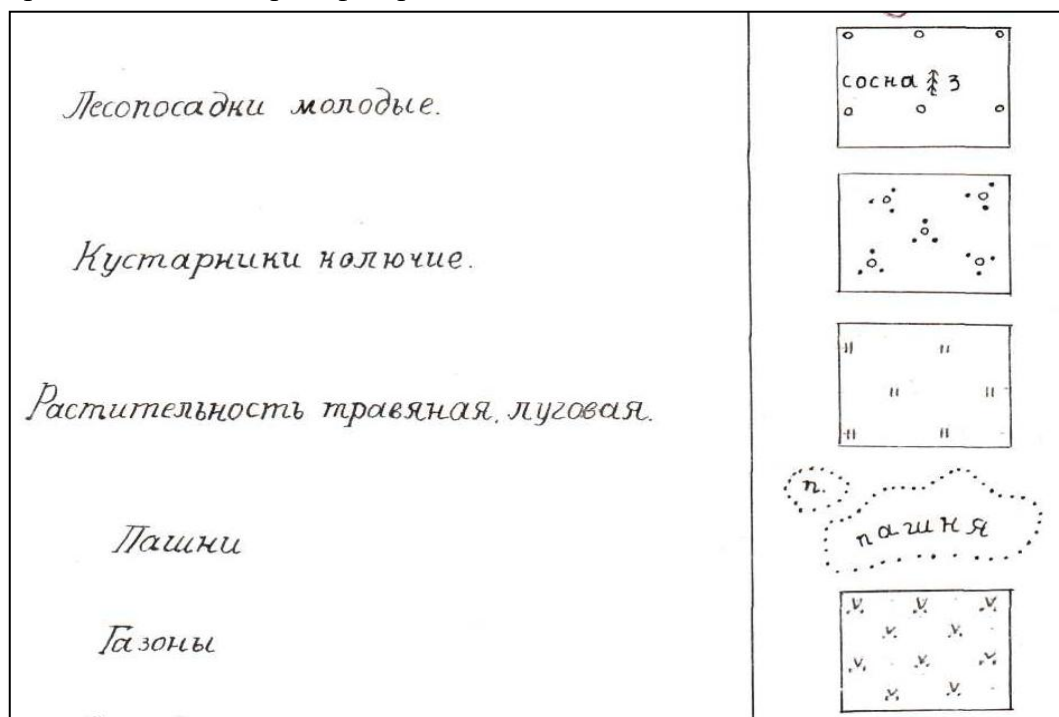 Лесопосадки молодые.
сосна 3
Кустарники колючие.
Растительность травяная, луговая.
п.
Пашни
пашня
Газоны